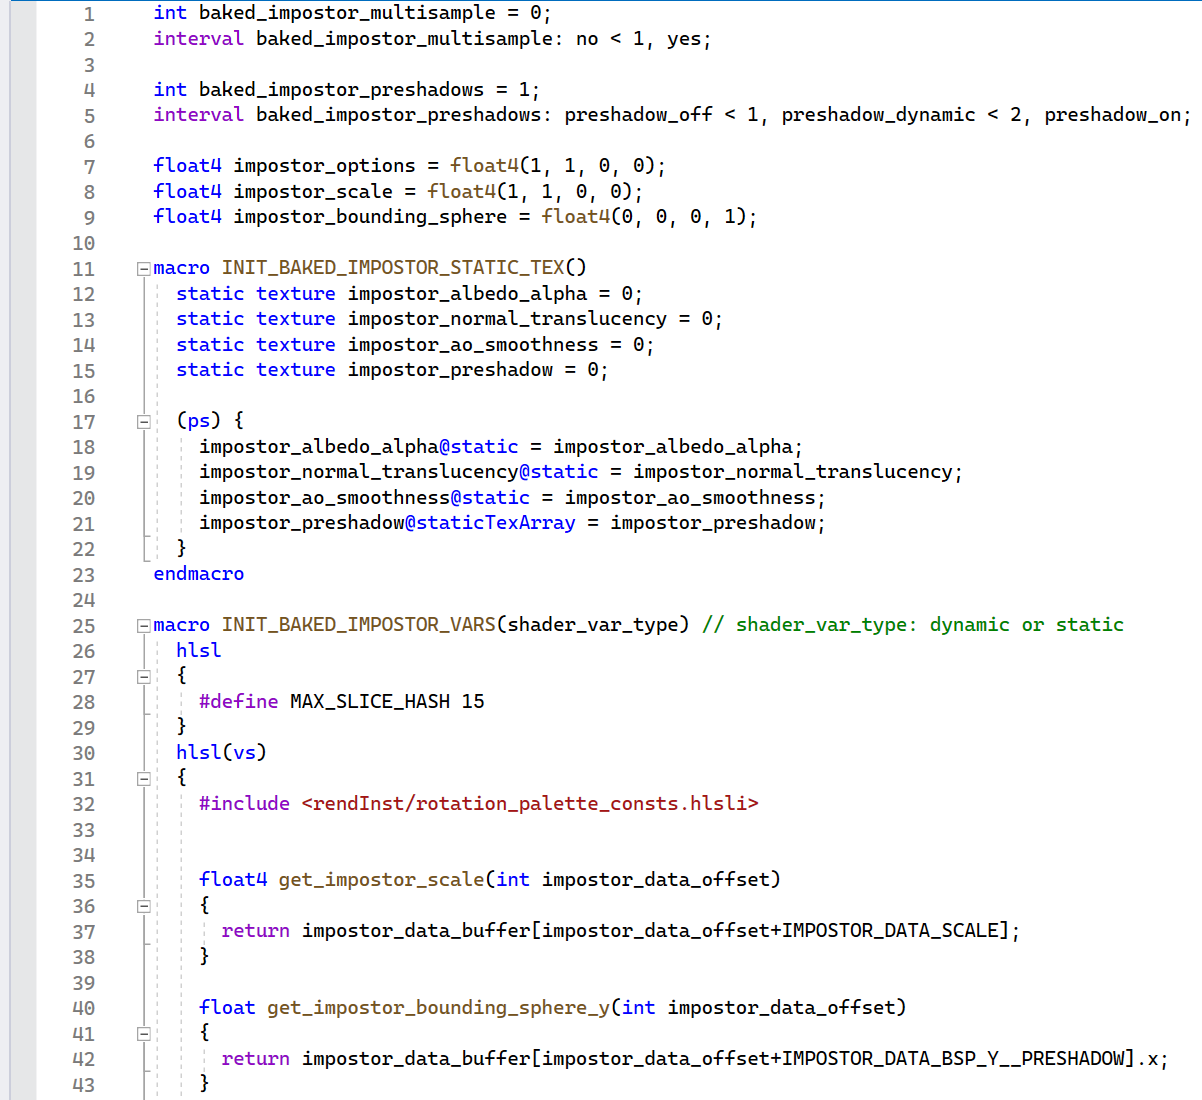 1 int baked_impostor_multisample = 0;
2 interval baked_impostor_multisample: no < 1, yes;
3
4 int baked_impostor_preshadows = 1;
5 interval baked_impostor_preshadows: preshadow_off < 1, preshadow_dynamic < 2, preshadow_on;
6
7 float4 impostor_options = float4(1, 1, 0, 0);
8 float4 impostor_scale = float4(1, 1, 0, 0);
9 float4 impostor_bounding_sphere = float4(0, 0, 0, 1);
10
11 macro INIT_BAKED_IMPOSTOR_STATIC_TEX()
12   static texture impostor_albedo_alpha = 0;
13   static texture impostor_normal_translucency = 0;
14   static texture impostor_ao_smoothness = 0;
15   static texture impostor_preshadow = 0;
16
17   (ps) {
18     impostor_albedo_alpha@static = impostor_albedo_alpha;
19     impostor_normal_translucency@static = impostor_normal_translucency;
20     impostor_ao_smoothness@static = impostor_ao_smoothness;
21     impostor_preshadow@staticTexArray = impostor_preshadow;
22   }
23 endmacro
24
25 macro INIT_BAKED_IMPOSTOR_VARS(shader_var_type) // shader_var_type: dynamic or static
26   hlsl
27   {
28     #define MAX_SLICE_HASH 15
29   }
30   hlsl(vs)
31   {
32     #include <rendInst/rotation_palette_consts.hlsli>
33
34
35     float4 get_impostor_scale(int impostor_data_offset)
36     {
37       return impostor_data_buffer[impostor_data_offset+IMPOSTOR_DATA_SCALE];
38     }
39
40     float get_impostor_bounding_sphere_y(int impostor_data_offset)
41     {
42       return impostor_data_buffer[impostor_data_offset+IMPOSTOR_DATA_BSP_Y__PRESHADOW].x;
43     }